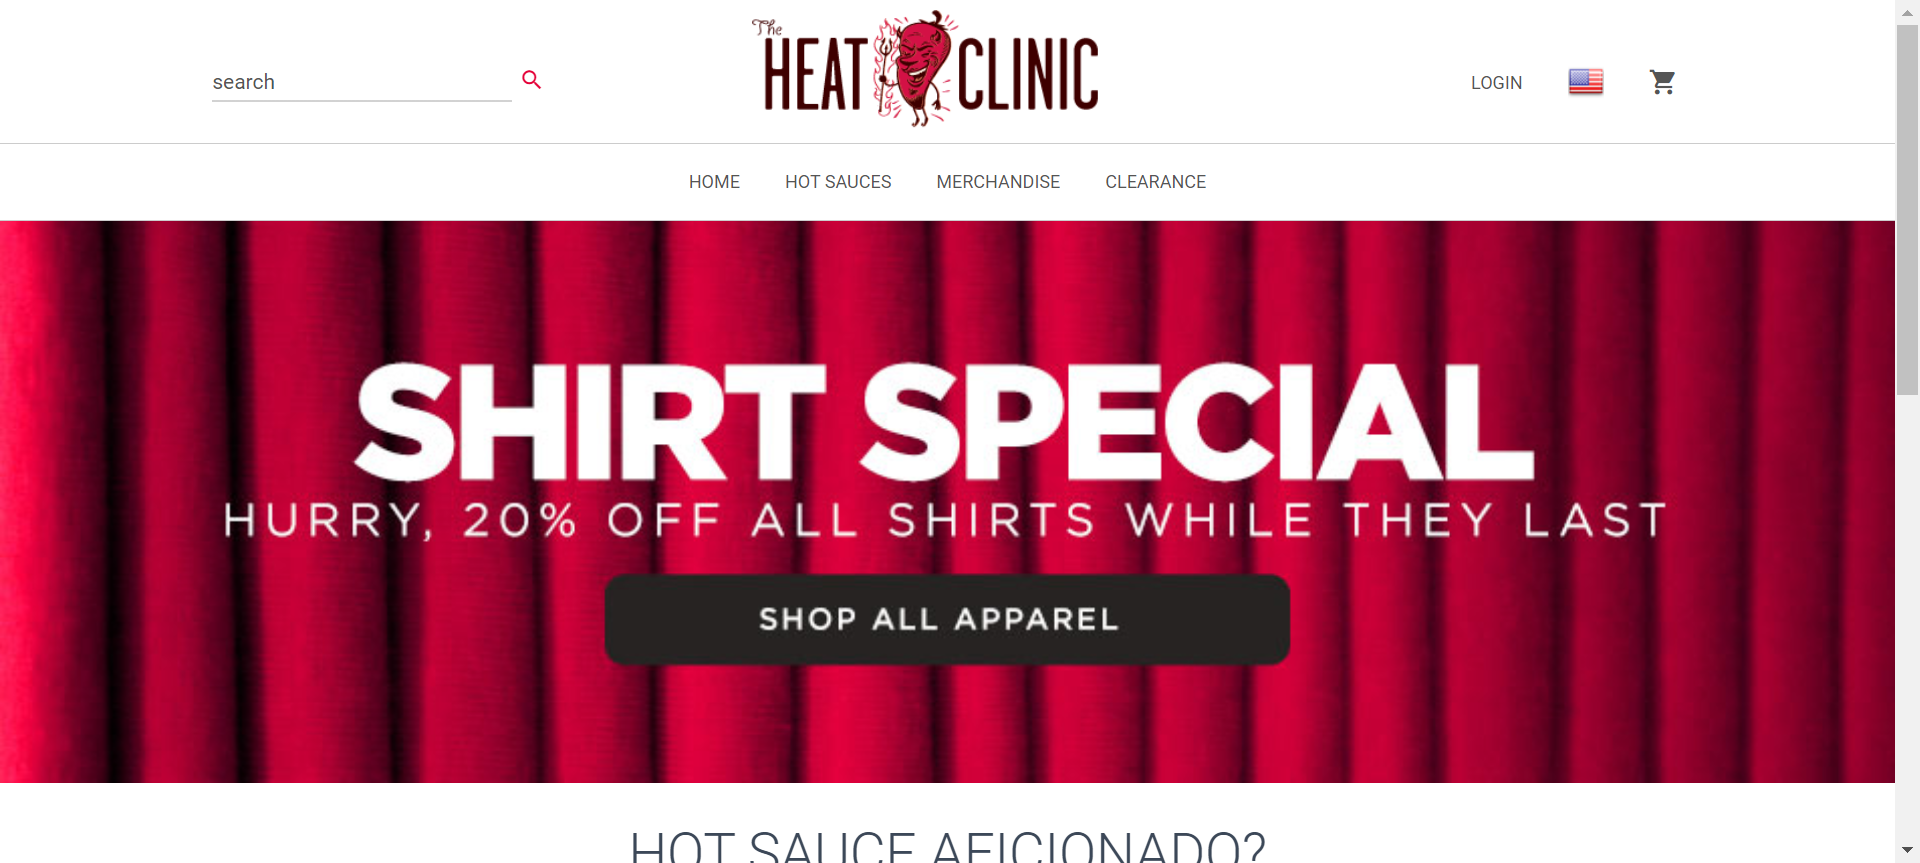 search
The
HEAT CLINIC
LOGIN
HOME HOT SAUCES MERCHANDISE CLEARANCE
SHIRT SPECIAL
HURRY, 20% OFF ALL SHIRTS WHILE THEY LAST
SHOP ALL APPAREL
HOT SAUCE AFICIONADO?